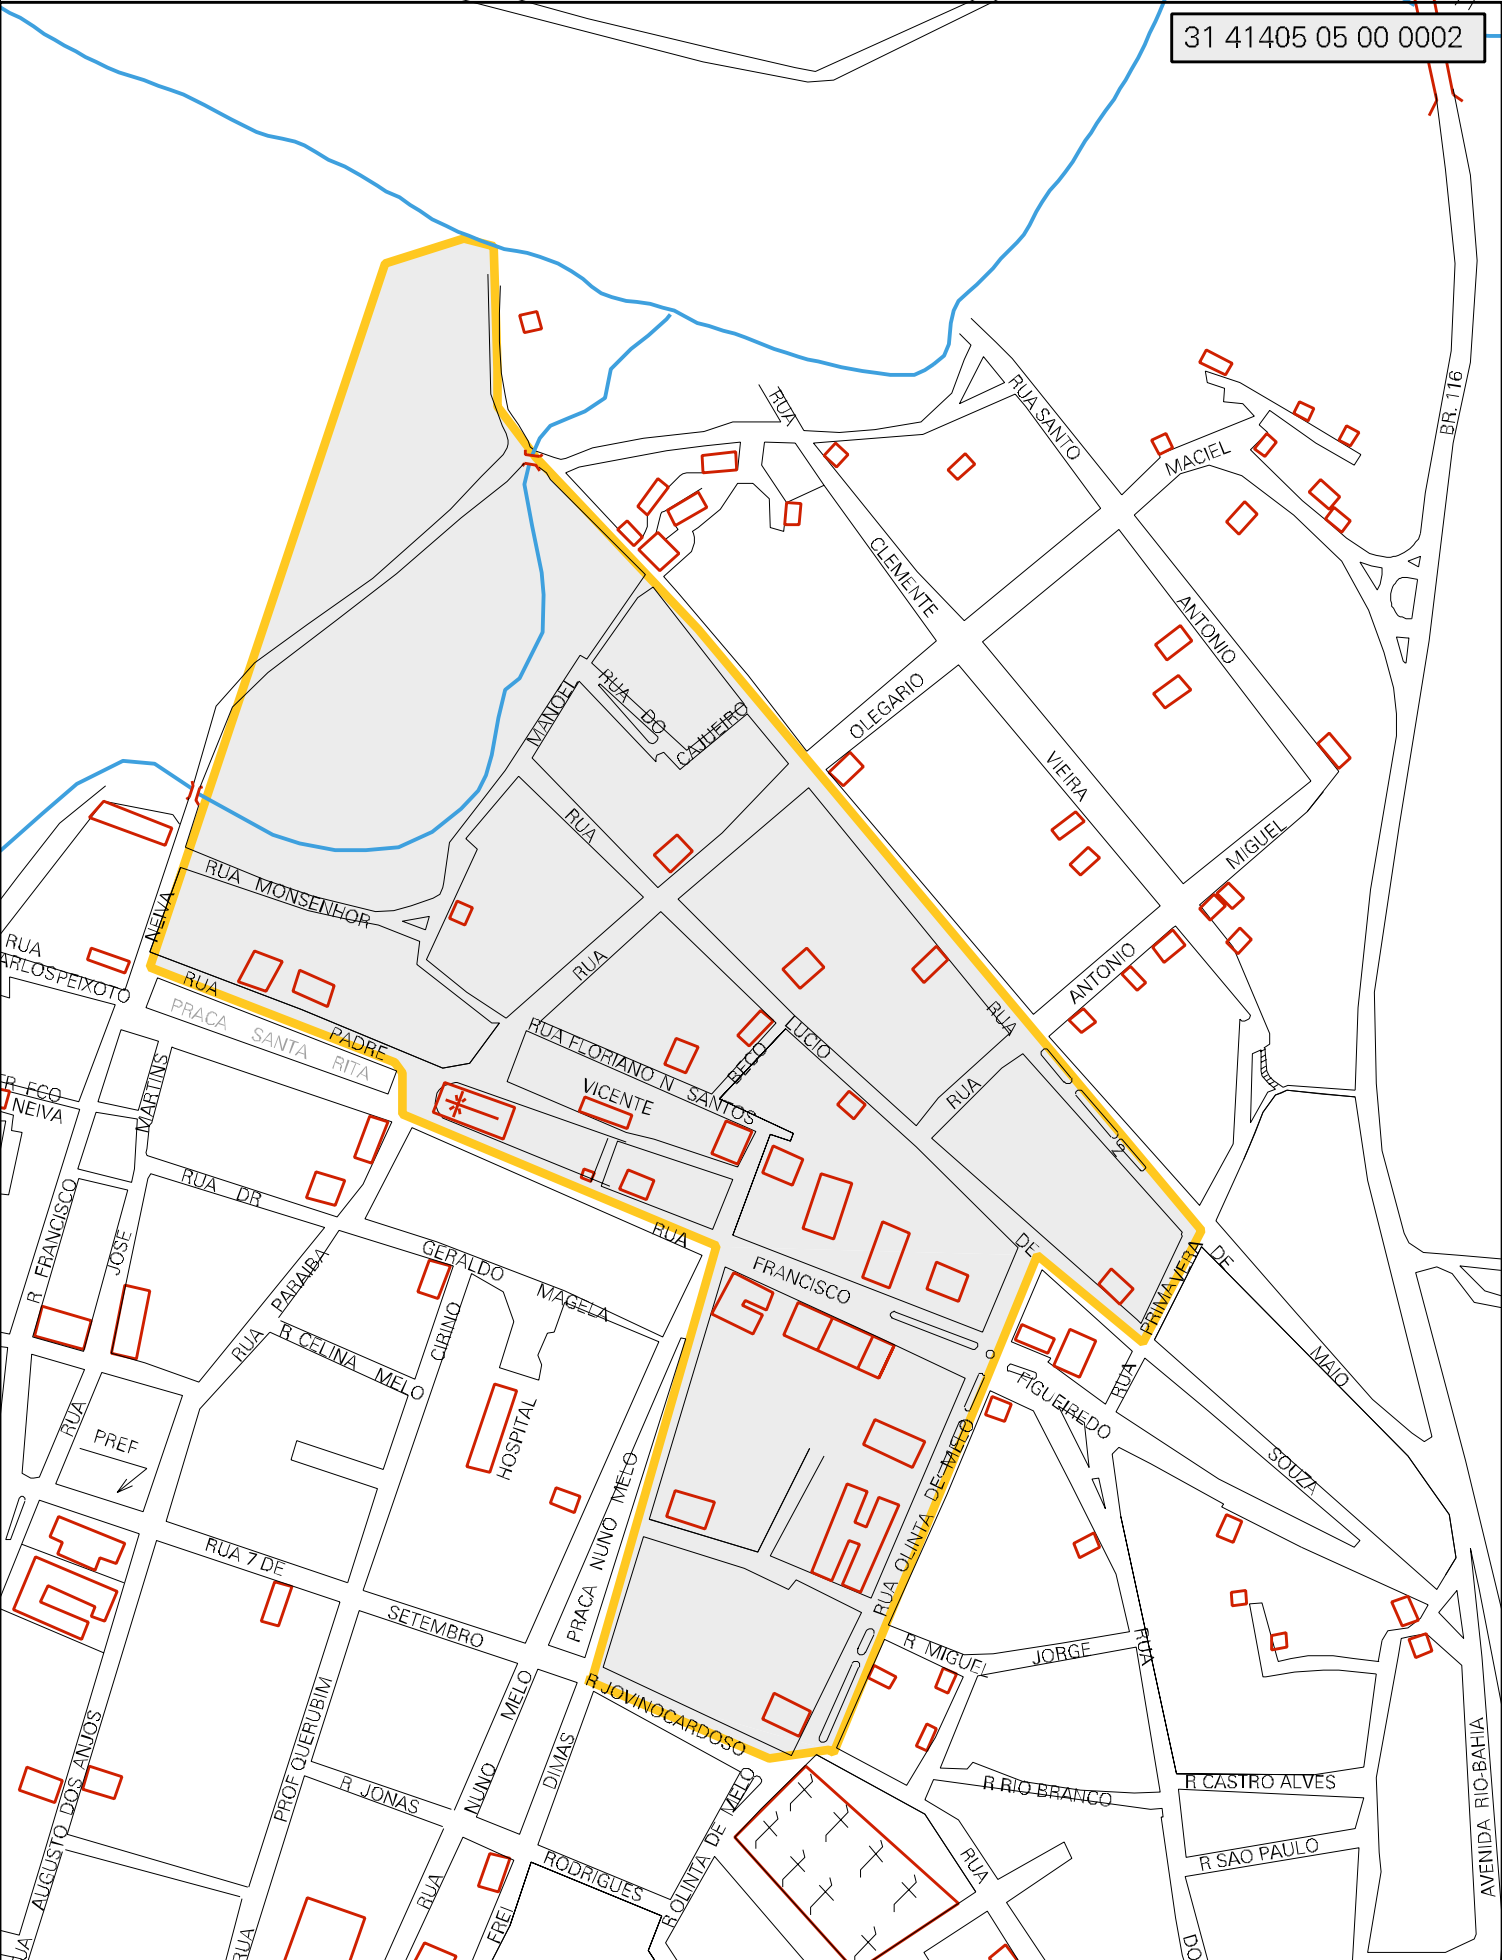 31 41405 05 00 0002
BR. 116
RUA
RUA SANTO
MACIEL
CLEMENTE
ANTONIO
OLEGARIO
VIEIRA
MIGUEL
ANTONIO
RUA DO
CAJUEIRO
MANOEL
RUA
RUA MONSENHOR
NEIVA
RUA
RUA
CARLOSPEIXOTO
RUA
PADRE
PRACA SANTA RITA
RUA
LUCIO
RUA
RUA FLORIANO N SANTOS
BECO
VICENTE
2
MARTINS
FCO
NEIVA
RUA DR
R FRANCISCO
JOSE
PARAIBA
RUA
GERALDO
MAGELA
RUA
FRANCISCO
DE
DE
PRIMAVERA
RUA
MAIO
R CELINA MELO
CIRINO
HOSPITAL
FIGUEIREDO
SOUZA
RUA
PREF
RUA 7 DE
SETEMBRO
PRACA NUNO MELO
RUA OLINTA DE MELO
R MIGUEL
JORGE
RUA
R JOVINOCARDOSO
NUNO MELO
DIMAS
PROF QUERUBIM
AUGUSTO DOS ANJOS
R JONAS
R RIO BRANCO
R CASTRO ALVES
R SAO PAULO
AVENIDA RIO-BAHIA
RODRIGUES
R OLINTA DE MELO
RUA
RUA
FREI
RUA
DO